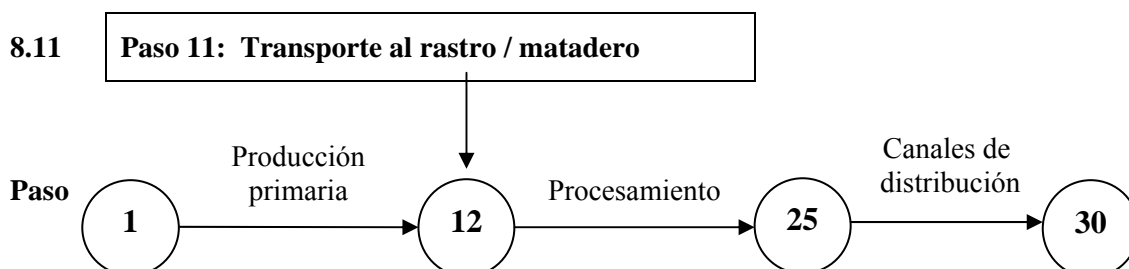 8.11 Paso 11: Transporte al rastro / matadero
Producción
primaria
Procesamiento
Canales de
distribución
Paso 1 12 25 30